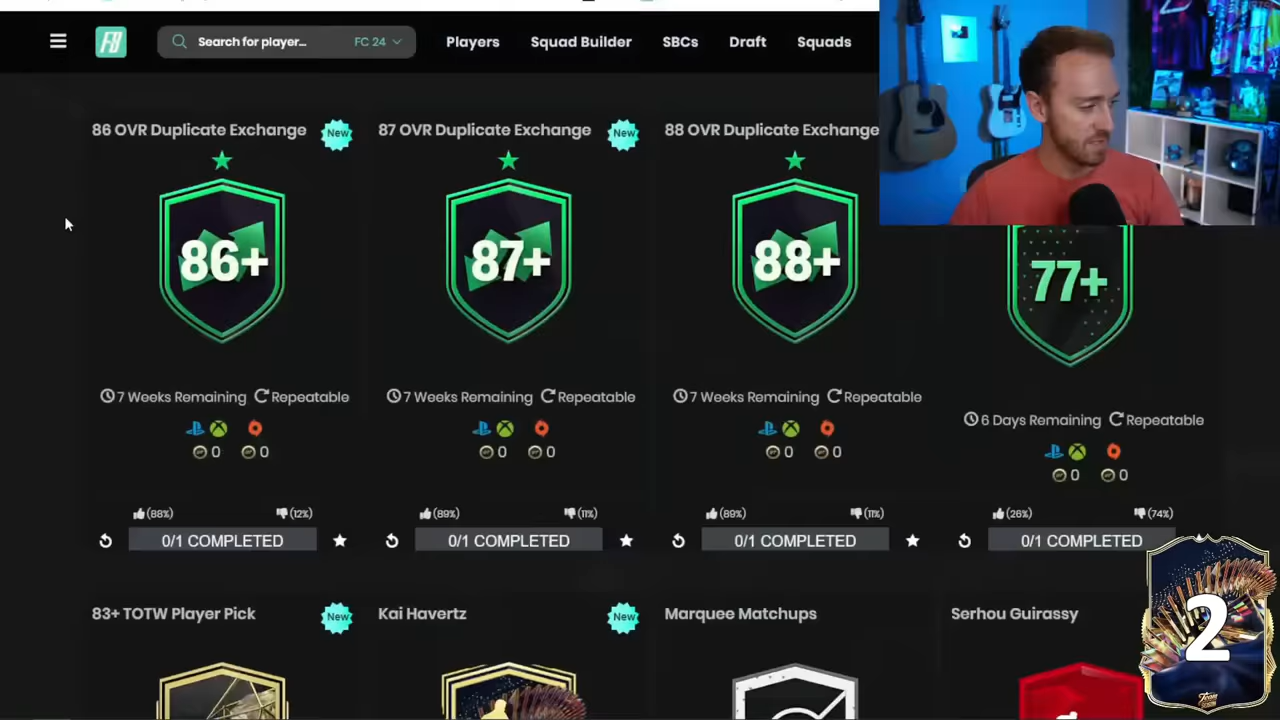 Search for player...
FC 24
Players
Squad Builder
SBCs
Draft
Squads
86 OVR Duplicate Exchange
New
87 OVR Duplicate Exchange
New
88 OVR Duplicate Exchange
86+
87+
88+
77+
7 Weeks Remaining
Repeatable
7 Weeks Remaining
Repeatable
7 Weeks Remaining
Repeatable
6 Days Remaining
Repeatable
0
0
0
0
0
0
0
0
(88%)
(12%)
(89%)
(11%)
(89%)
(11%)
(26%)
(74%)
0/1 COMPLETED
0/1 COMPLETED
0/1 COMPLETED
0/1 COMPLETED
83+ TOTW Player Pick
New
Kai Havertz
New
Marquee Matchups
Serhou Guirassy
2